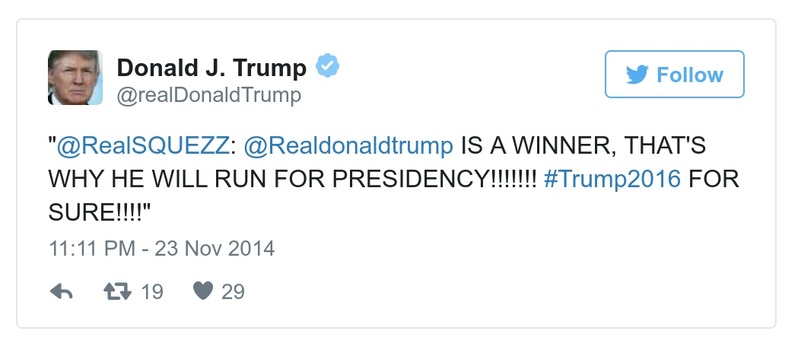 Donald J. Trump
@realDonaldTrump
Follow
"@RealSQUEZZ: @Realdonaldtrump IS A WINNER, THAT'S
WHY HE WILL RUN FOR PRESIDENCY!!!!!!! #Trump2016 FOR
SURE!!!!"
11:11 PM - 23 Nov 2014
19 29